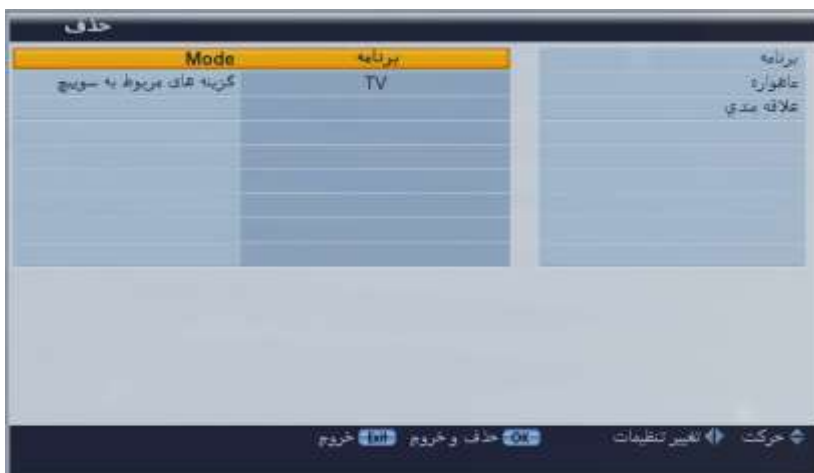 حذف
Mode برنامه
گزینه های مربوط به سوییچ TV
برنامه
ماهواره
علاقه مندي
حرکت تغییر تنظیمات OK حذف و خروج Exit خروج